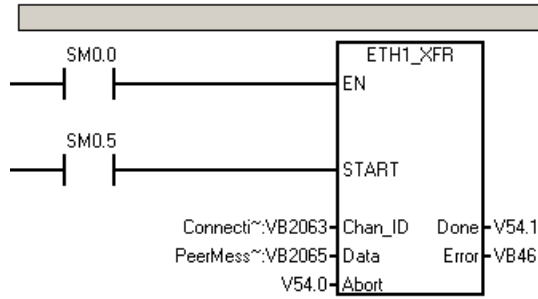 SM0.0
ETH1_XFR
EN
SM0.5
START
Connecti~:VB2063 Chan_ID Done V54.1
PeerMess~:VB2065 Data Error VB46
V54.0 Abort